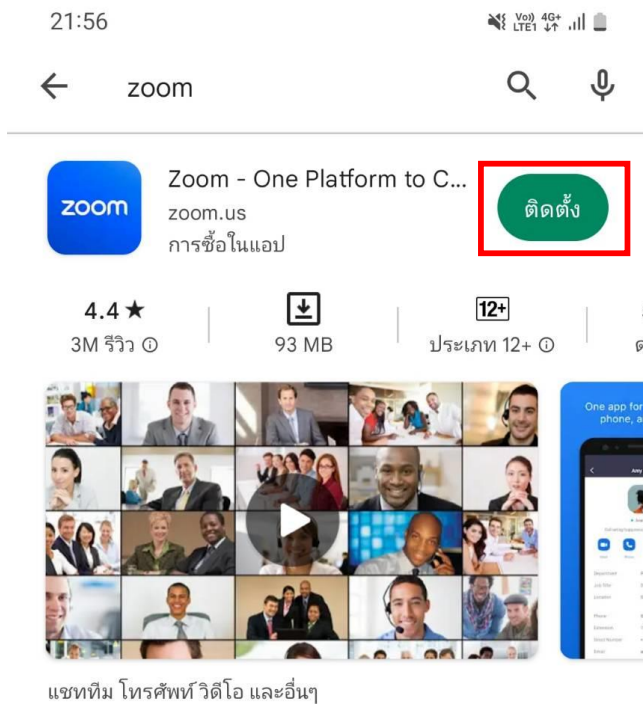 21:56
Vo)) 4G+
LTE1
zoom
zoom
Zoom - One Platform to C...
zoom.us
การซื้อในแอป
ติดตั้ง
4.4 ★
3M รีวิว
93 MB
12+
ประเภท 12+
One app for
phone, a
แชททีม โทรศัพท์ วิดีโอ และอื่นๆ